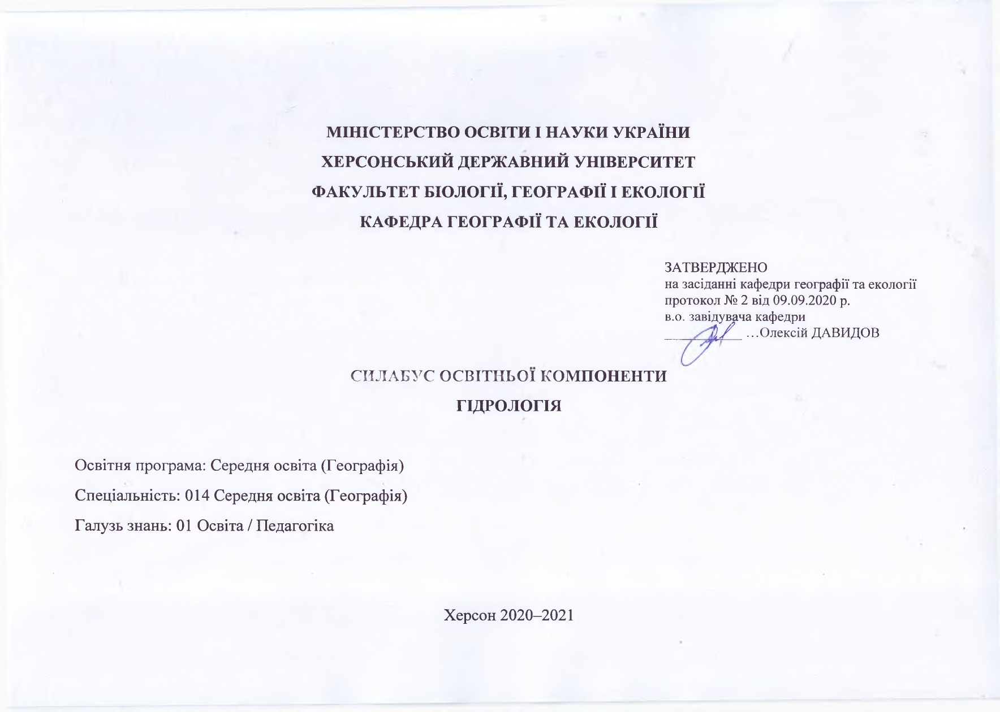 МІНІСТЕРСТВО ОСВІТИ І НАУКИ УКРАЇНИ
ХЕРСОНСЬКИЙ ДЕРЖАВНИЙ УНІВЕРСИТЕТ
ФАКУЛЬТЕТ БІОЛОГІЇ, ГЕОГРАФІЇ І ЕКОЛОГІЇ
КАФЕДРА ГЕОГРАФІЇ ТА ЕКОЛОГІЇ
ЗАТВЕРДЖЕНО
на засіданні кафедри географії та екології
протокол № 2 від 09.09.2020 р.
в.о. завідувача кафедри
___________ …Олексій ДАВИДОВ
СИЛАБУС ОСВІТНЬОЇ КОМПОНЕНТИ
ГІДРОЛОГІЯ
Освітня програма: Середня освіта (Географія)
Спеціальність: 014 Середня освіта (Географія)
Галузь знань: 01 Освіта / Педагогіка
Херсон 2020–2021